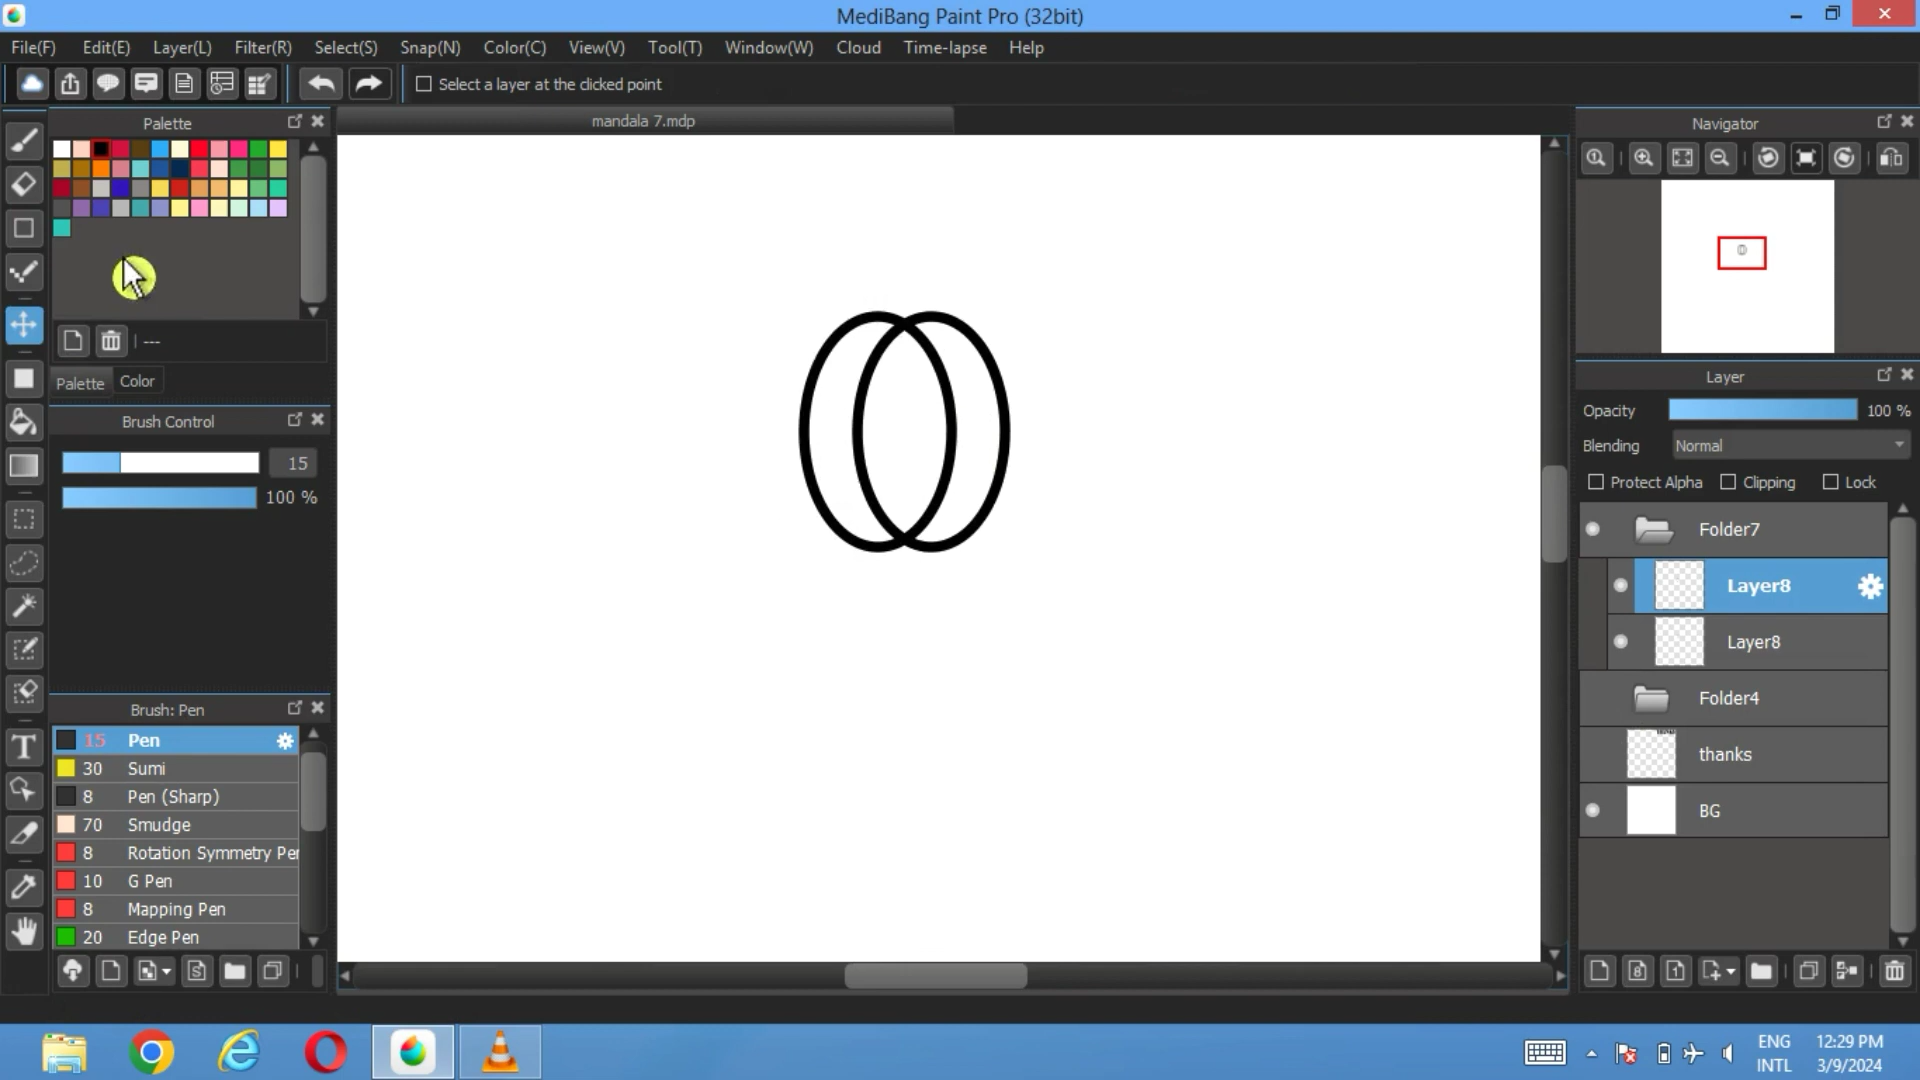 MediBang Paint Pro (32bit)
File(F) Edit(E) Layer(L) Filter(R) Select(S) Snap(N) Color(C) View(V) Tool(T) Window(W) Cloud Time-lapse Help
Select a layer at the clicked point
Palette
mandala 7.mdp
Navigator
---
Palette Color
Brush Control
15
100 %
Brush: Pen
15 Pen
30 Sumi
8 Pen (Sharp)
70 Smudge
8 Rotation Symmetry Per
10 G Pen
8 Mapping Pen
20 Edge Pen
Layer
Opacity 100 %
Blending Normal
Protect Alpha Clipping Lock
Folder7
Layer8
Layer8
Folder4
thanks
BG
ENG 12:29 PM
INTL 3/9/2024